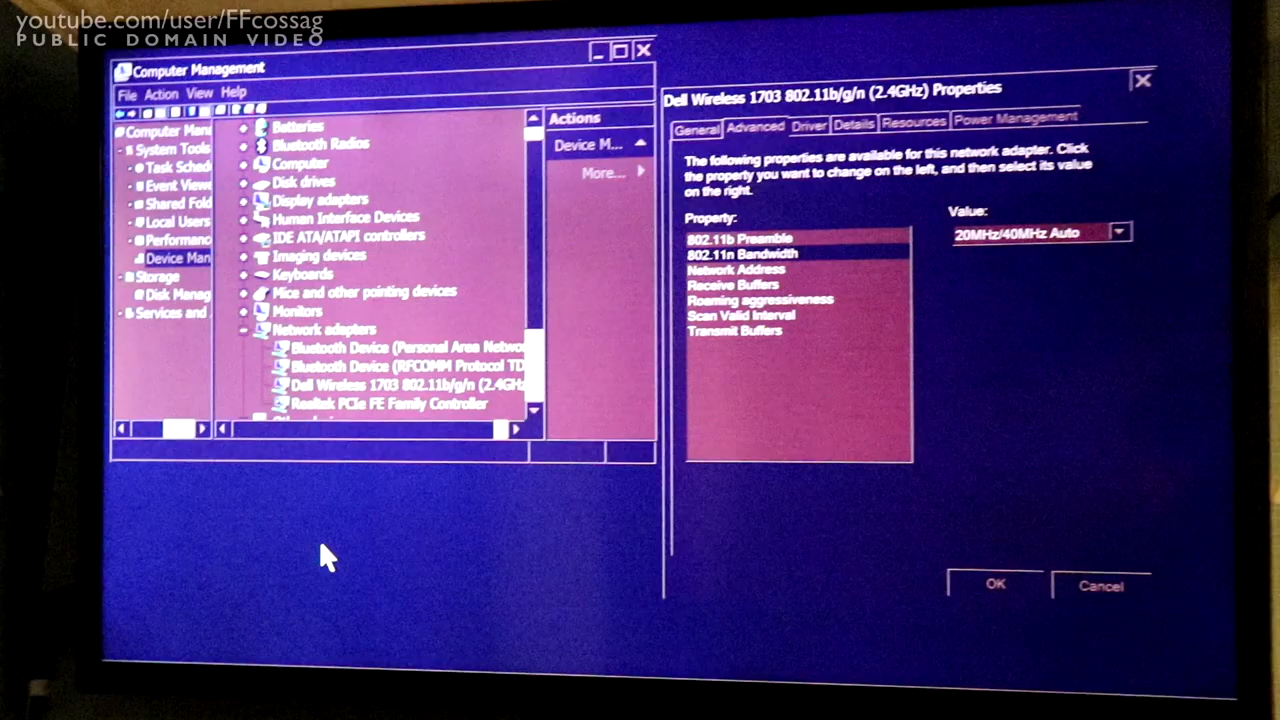 youtube.com/user/FFcossag
PUBLIC DOMAIN VIDEO
Computer Management
File Action View Help
Computer Mana
System Tools
Task Sched
Event Viewe
Shared Fold
Local Users
Performanc
Device Man
Storage
Disk Manag
Services and
Batteries
Bluetooth Radios
Computer
Disk drives
Display adapters
Human Interface Devices
IDE ATA/ATAPI controllers
Imaging devices
Keyboards
Mice and other pointing devices
Monitors
Network adapters
Bluetooth Device (Personal Area Netwo
Bluetooth Device (RFCOMM Protocol TD
Dell Wireless 1703 802.11b/g/n (2.4GHz
Realtek PCIe FE Family Controller
Actions
Device M...
More...
Dell Wireless 1703 802.11b/g/n (2.4GHz) Properties
General Advanced Driver Details Resources Power Management
The following properties are available for this network adapter. Click
the property you want to change on the left, and then select its value
on the right.
Property:
802.11b Preamble
802.11n Bandwidth
Network Address
Receive Buffers
Roaming aggressiveness
Scan Valid Interval
Transmit Buffers
Value:
20MHz/40MHz Auto
OK
Cancel